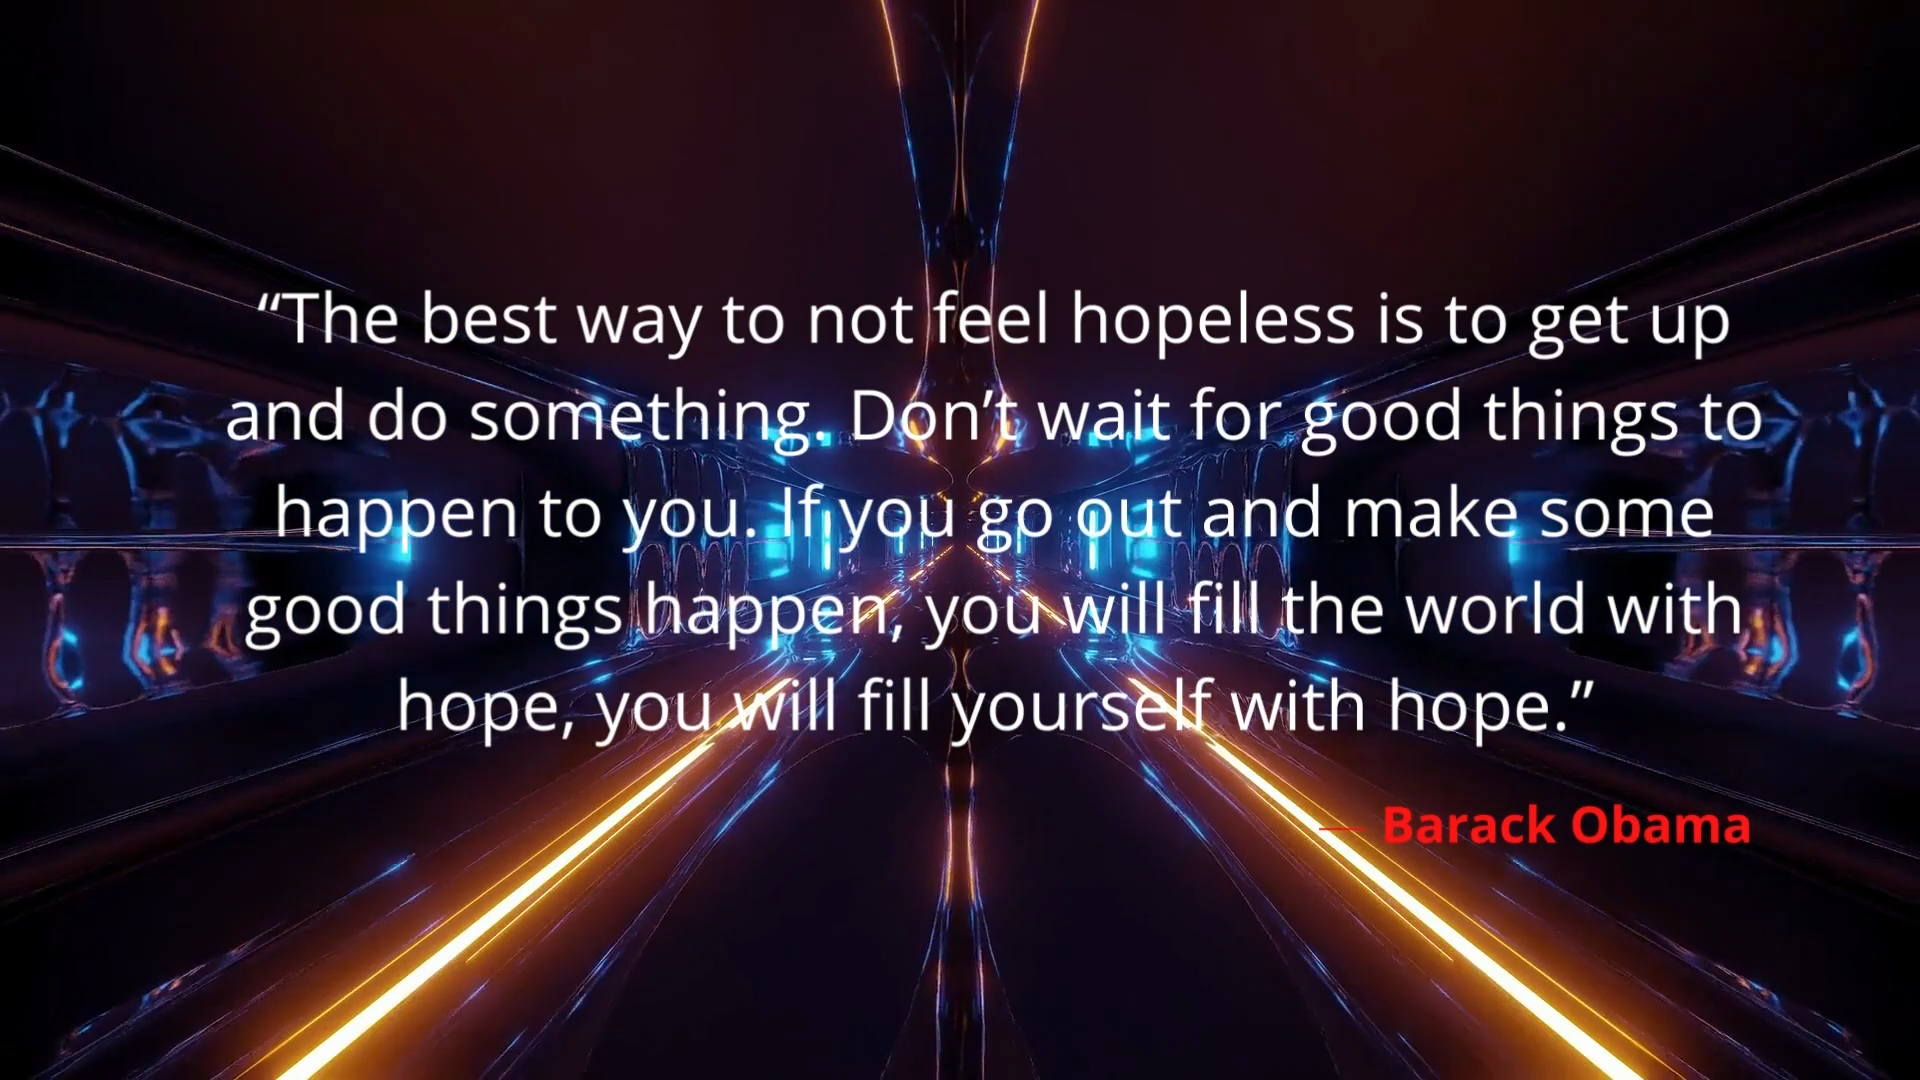 “The best way to not feel hopeless is to get up
and do something. Don’t wait for good things to
happen to you. If you go out and make some
good things happen, you will fill the world with
hope, you will fill yourself with hope.”
— Barack Obama